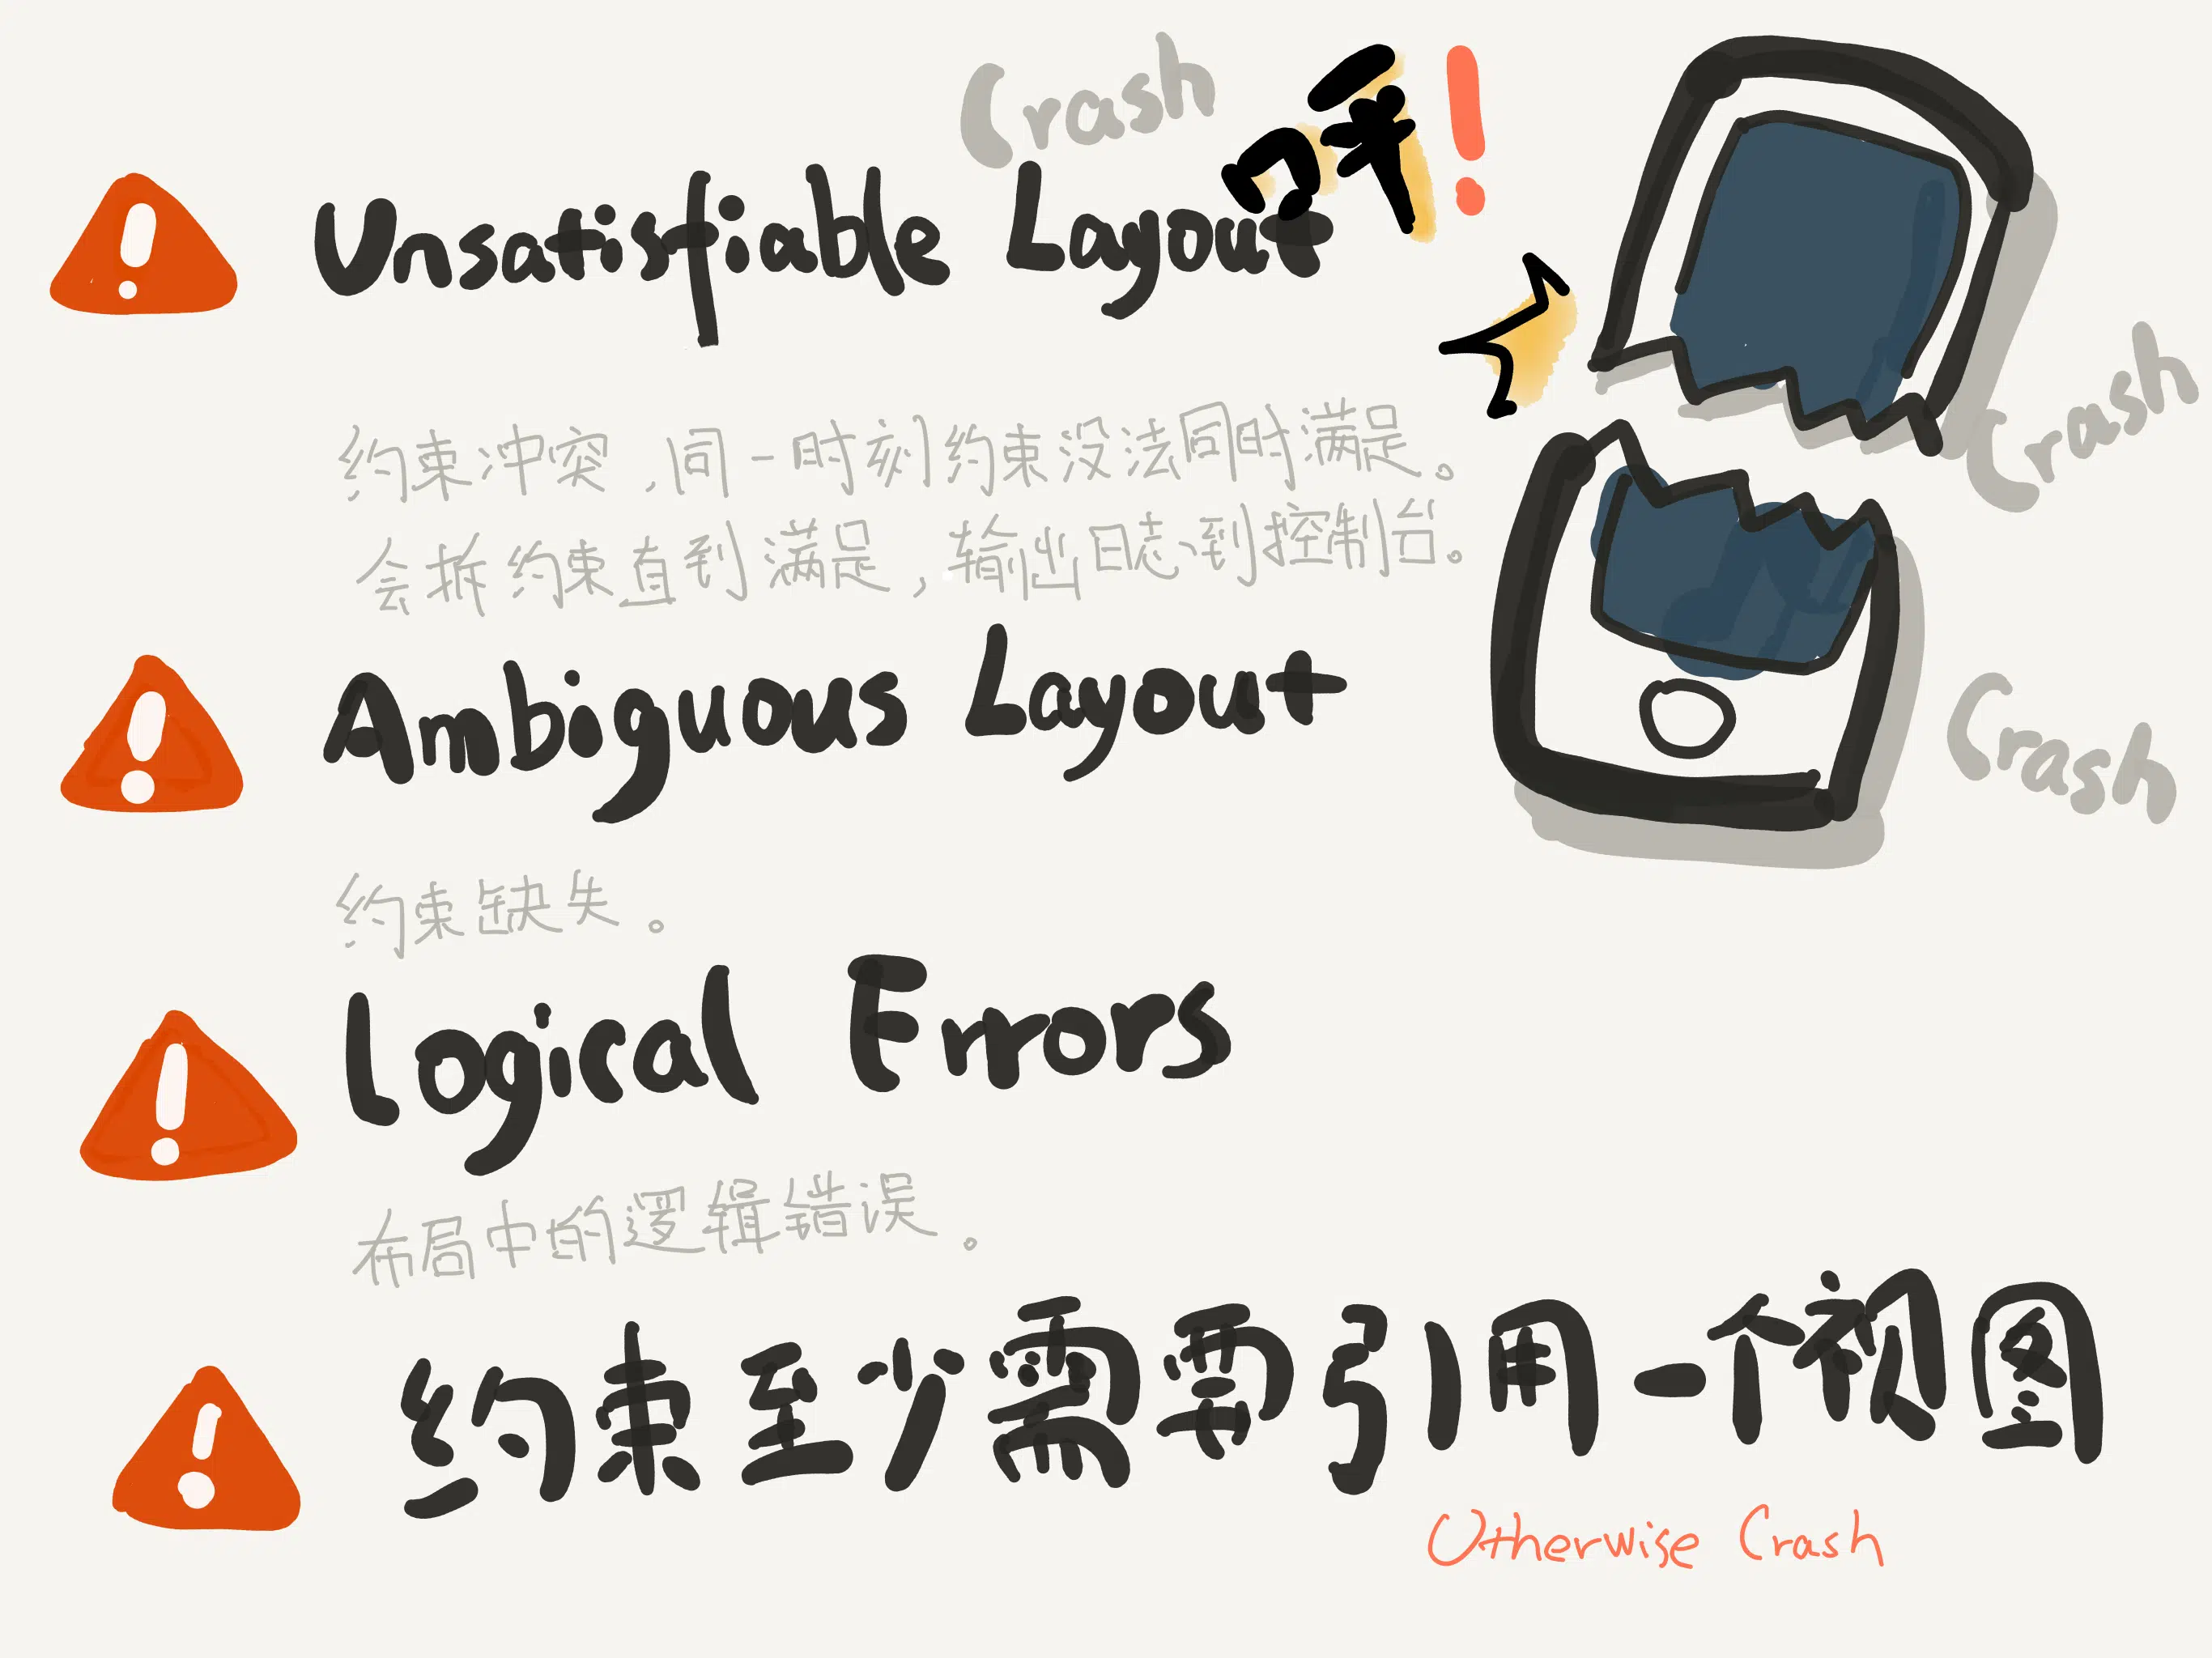 Crash
呀!
Unsatisfiable Layout
约束冲突,同一时刻约束没法同时满足。
会拆约束直到满足,输出日志到控制台。
Crash
Ambiguous Layout
Crash
约束缺失。
Logical Errors
布局中的逻辑错误。
约束至少需要引用一个视图
Otherwise Crash